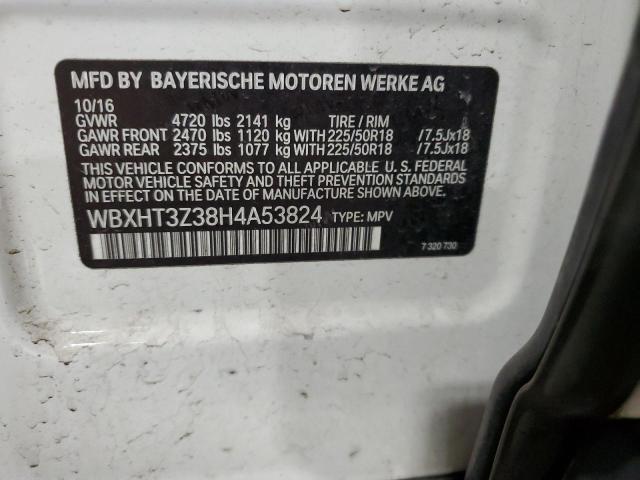 MFD BY BAYERISCHE MOTOREN WERKE AG
10/16
GVWR 4720 lbs 2141 kg TIRE / RIM
GAWR FRONT 2470 lbs 1120 kg WITH 225/50R18 /7.5Jx18
GAWR REAR 2375 lbs 1077 kg WITH 225/50R18 /7.5Jx18
THIS VEHICLE CONFORMS TO ALL APPLICABLE U. S. FEDERAL
MOTOR VEHICLE SAFETY AND THEFT PREVENTION STANDARDS
IN EFFECT ON THE DATE OF MANUFACTURE SHOWN ABOVE.
WBXHT3Z38H4A53824 TYPE: MPV
7 320 730